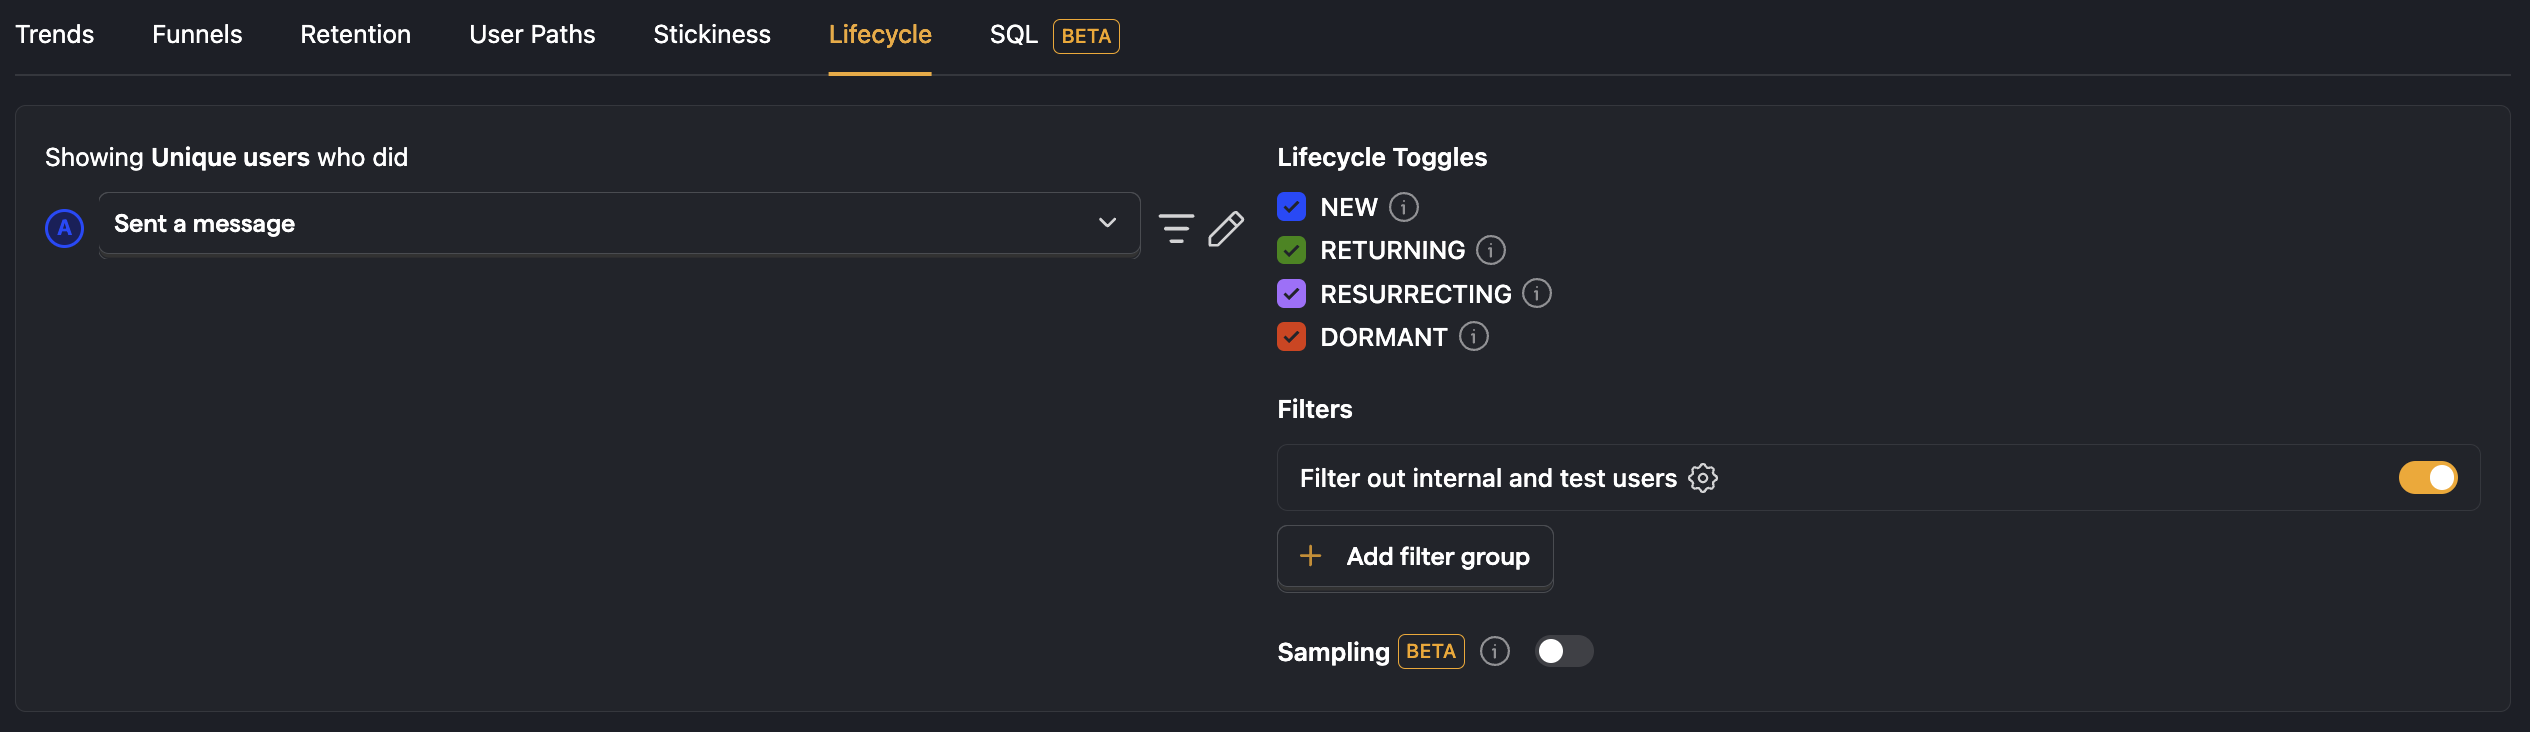 Trends Funnels Retention User Paths Stickiness Lifecycle SQL BETA
Showing Unique users who did
A Sent a message
Lifecycle Toggles
NEW
RETURNING
RESURRECTING
DORMANT
Filters
Filter out internal and test users
Add filter group
Sampling BETA